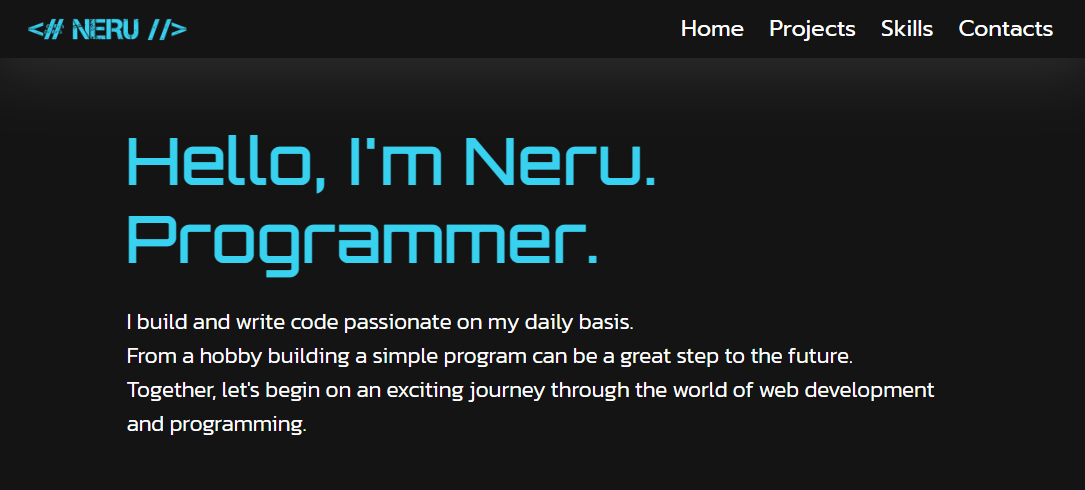 <# NERU //>
Home Projects Skills Contacts
Hello, I'm Neru.
Programmer.
I build and write code passionate on my daily basis.
From a hobby building a simple program can be a great step to the future.
Together, let's begin on an exciting journey through the world of web development
and programming.